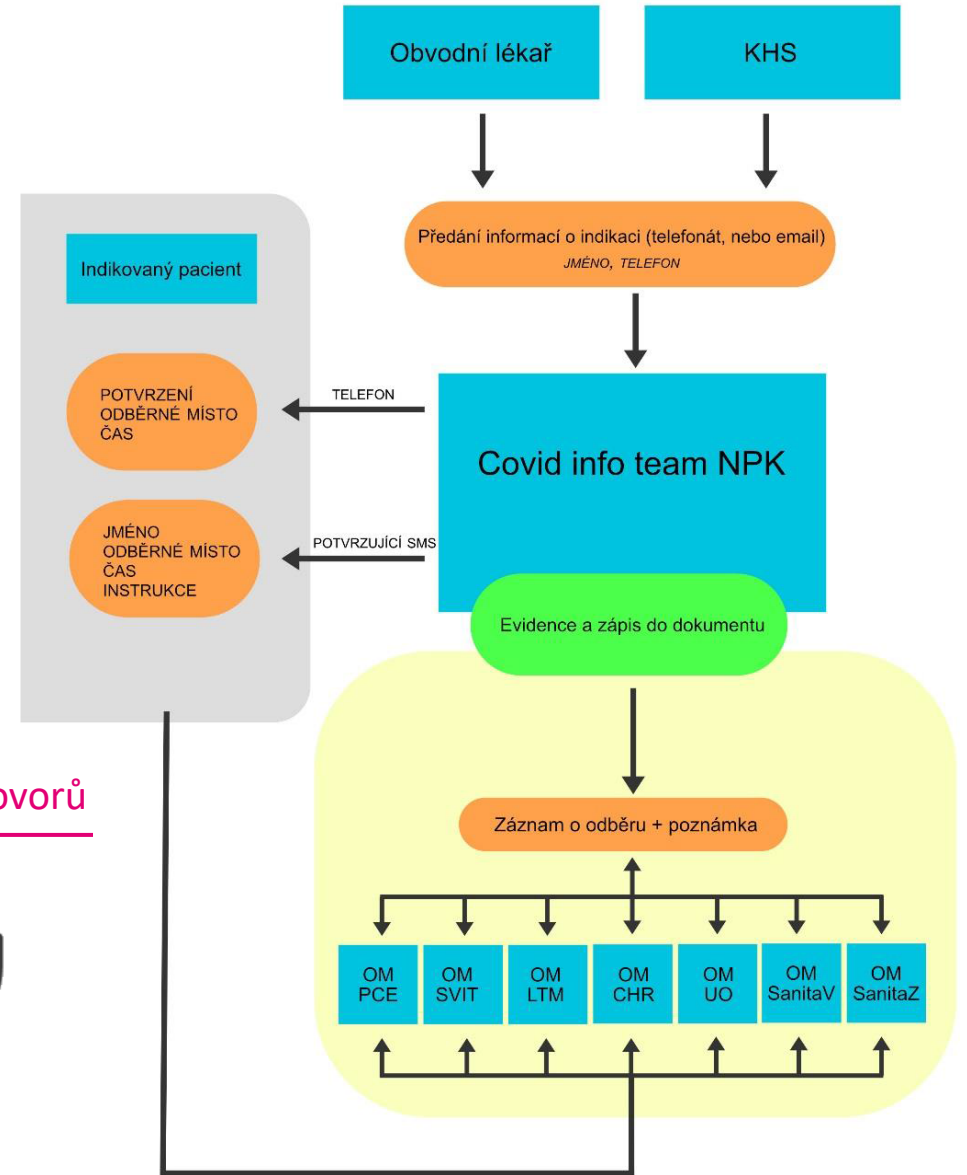 Obvodní lékař
KHS
Předání informací o indikaci (telefonát, nebo email)
JMÉNO, TELEFON
Indikovaný pacient
POTVRZENÍ
ODBĚRNÉ MÍSTO
ČAS
TELEFON
Covid info team NPK
JMÉNO
ODBĚRNÉ MÍSTO
ČAS
INSTRUKCE
POTVRZUJÍCÍ SMS
Evidence a zápis do dokumentu
Záznam o odběru + poznámka
OM
PCE
OM
SVIT
OM
LTM
OM
CHR
OM
UO
OM
SanitaV
OM
SanitaZ